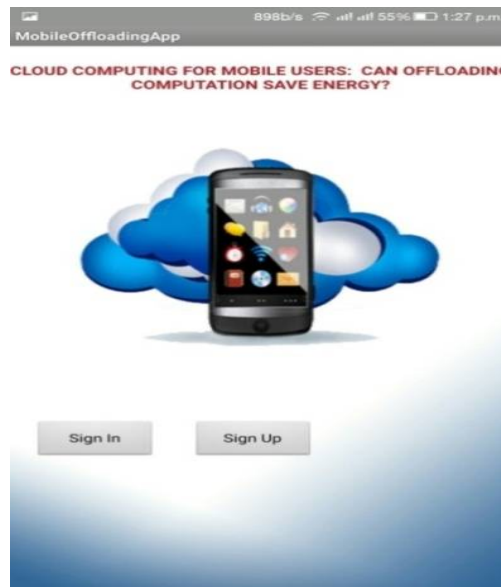 898b/s 55% 1:27 p.m
MobileOffloadingApp
CLOUD COMPUTING FOR MOBILE USERS: CAN OFFLOADING
COMPUTATION SAVE ENERGY?
Sign In
Sign Up